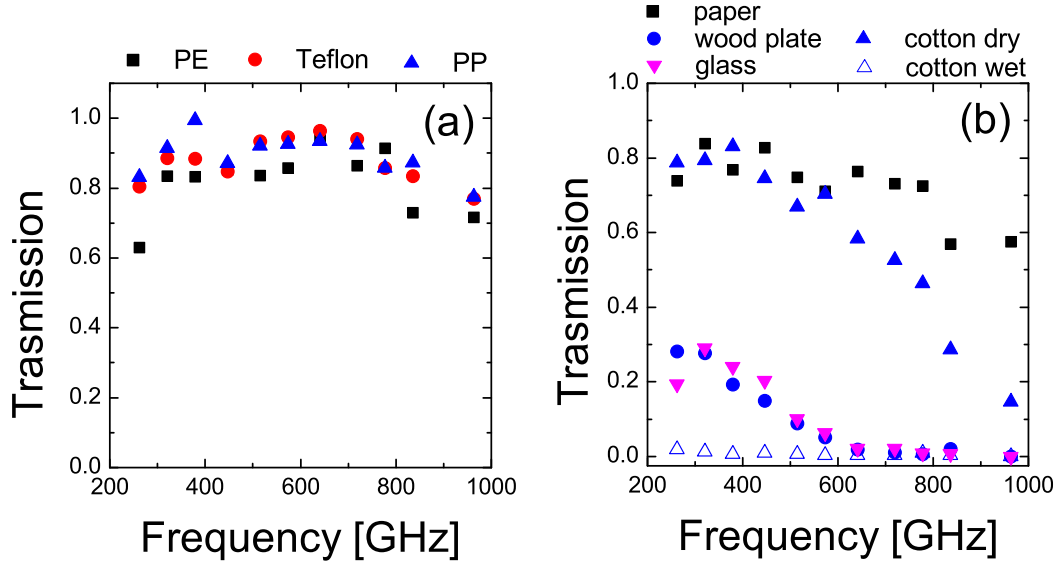 PE Teflon PP
(a)
Trasmission
1.0
0.8
0.6
0.4
0.2
0.0
200 400 600 800 1000
Frequency [GHz]
paper
wood plate cotton dry
glass cotton wet
(b)
Trasmission
1.0
0.8
0.6
0.4
0.2
0.0
200 400 600 800 1000
Frequency [GHz]